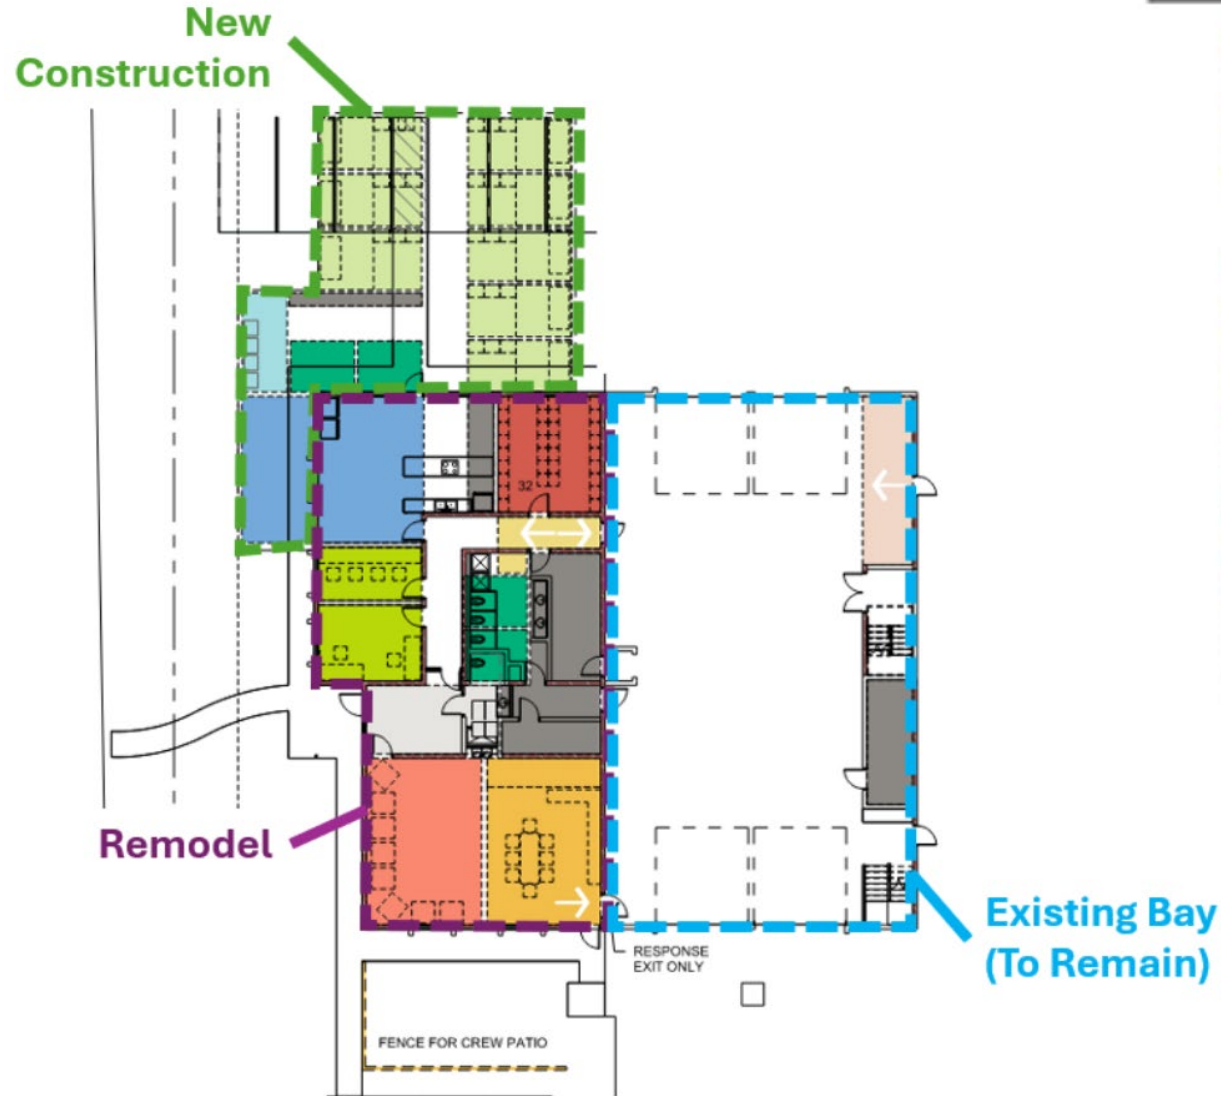 New
Construction
32
Remodel
Existing Bay
(To Remain)
RESPONSE
EXIT ONLY
FENCE FOR CREW PATIO